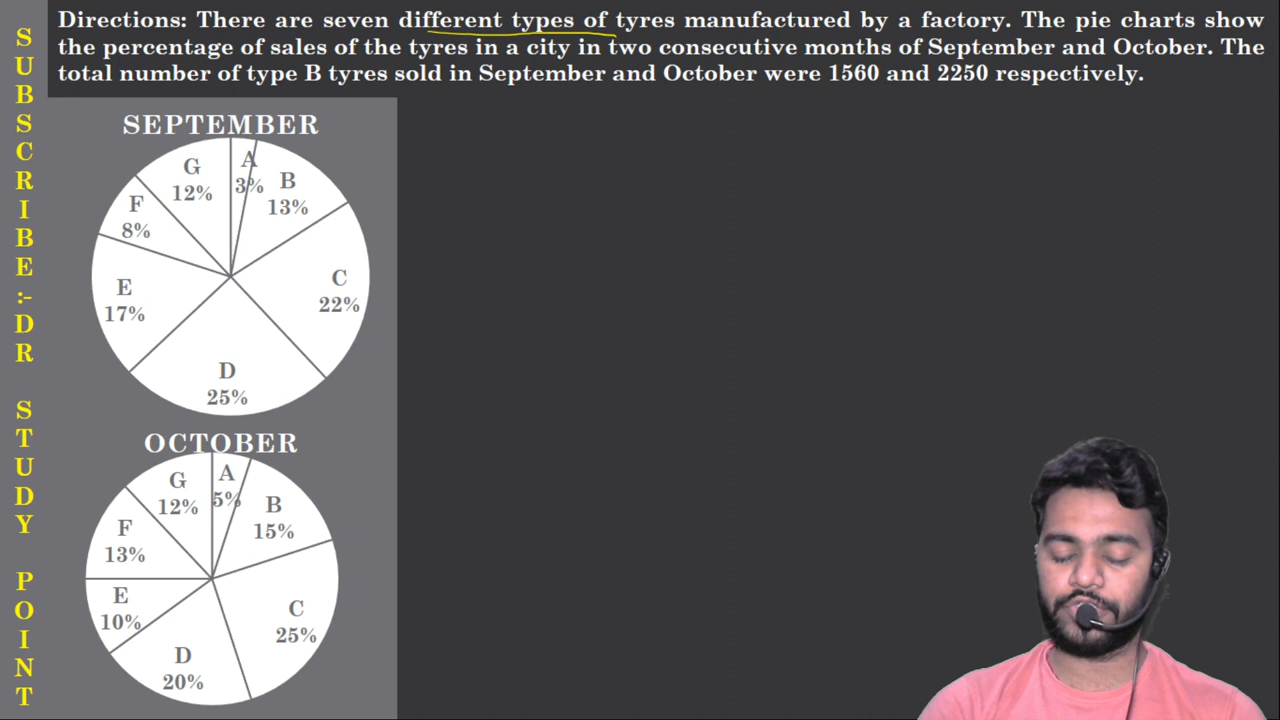 SUBSCRIBE:-DR STUDY POINT
Directions: There are seven different types of tyres manufactured by a factory. The pie charts show
the percentage of sales of the tyres in a city in two consecutive months of September and October. The
total number of type B tyres sold in September and October were 1560 and 2250 respectively.
SEPTEMBER
A
3%
B
13%
C
22%
D
25%
E
17%
F
8%
G
12%
OCTOBER
A
5%
B
15%
C
25%
D
20%
E
10%
F
13%
G
12%